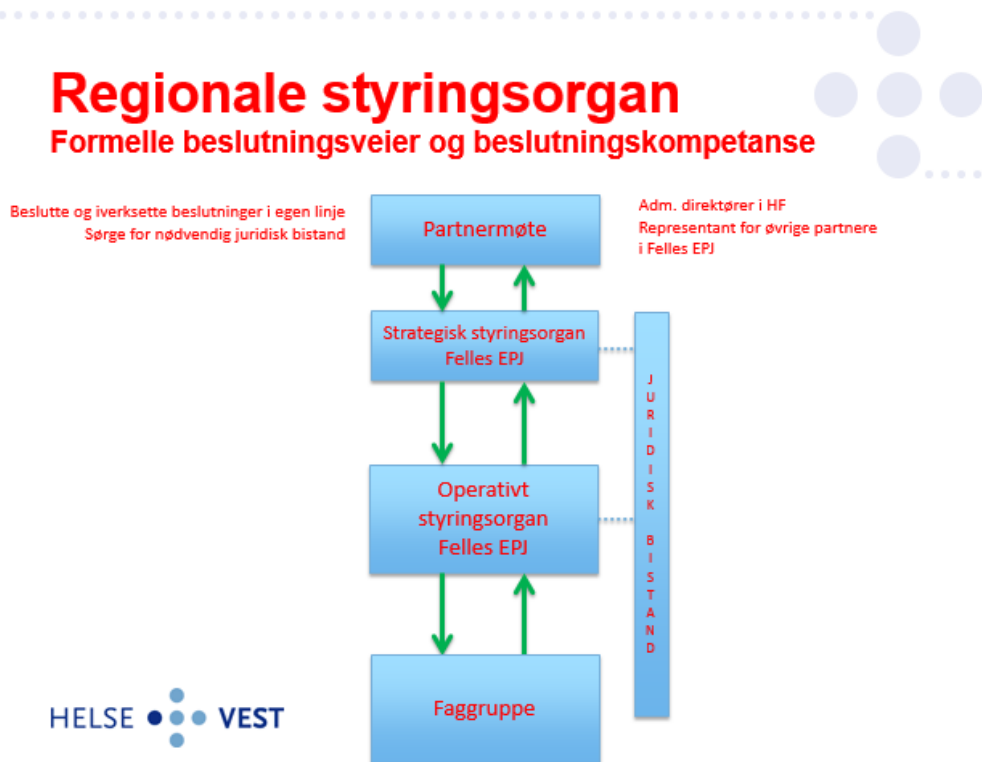 Regionale styringsorgan
Formelle beslutningsveier og beslutningskompetanse
Beslutte og iverksette beslutninger i egen linje
Sørge for nødvendig juridisk bistand
Partnermøte
Adm. direktører i HF
Representant for øvrige partnere
i Felles EPJ
Strategisk styringsorgan
Felles EPJ
Operativt
styringsorgan
Felles EPJ
JURIDISK BISTAND
Faggruppe
HELSE VEST